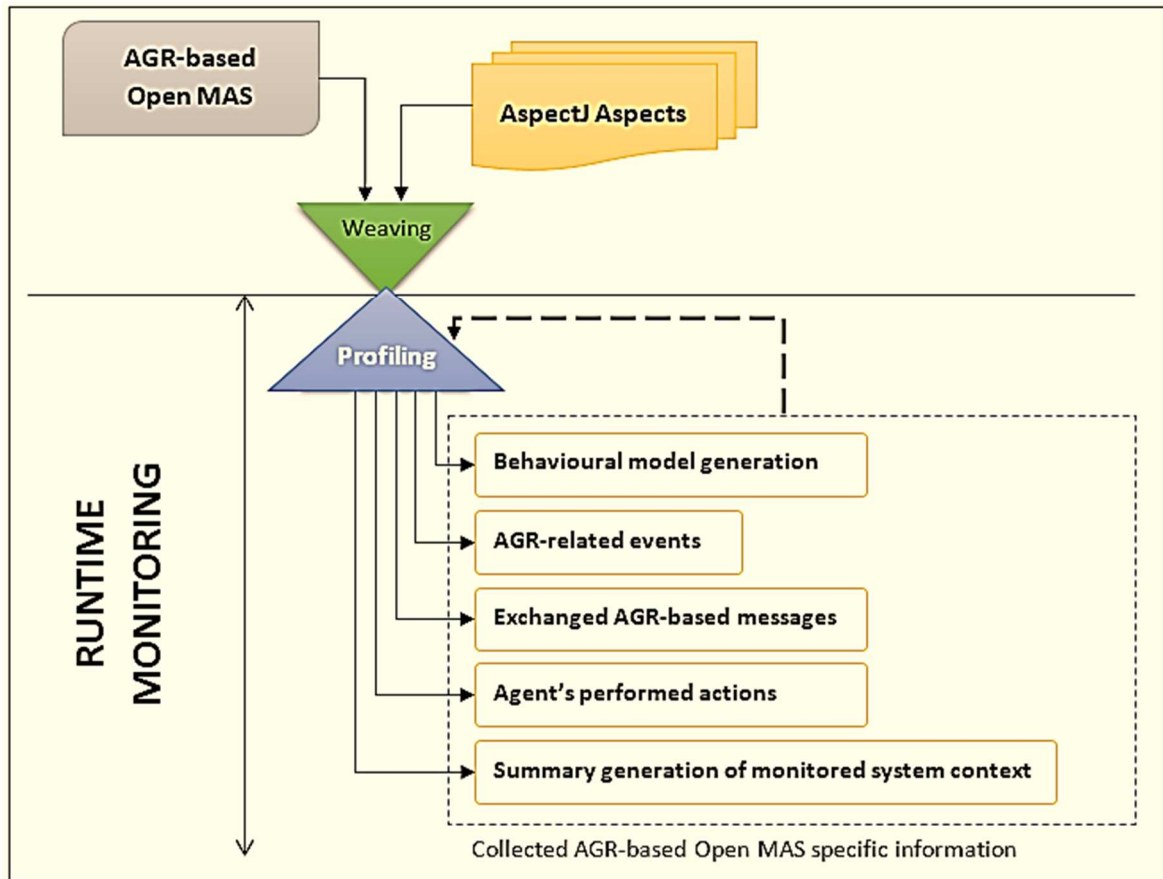 AGR-based
Open MAS
AspectJ Aspects
Weaving
Profiling
RUNTIME
MONITORING
Behavioural model generation
AGR-related events
Exchanged AGR-based messages
Agent’s performed actions
Summary generation of monitored system context
Collected AGR-based Open MAS specific information